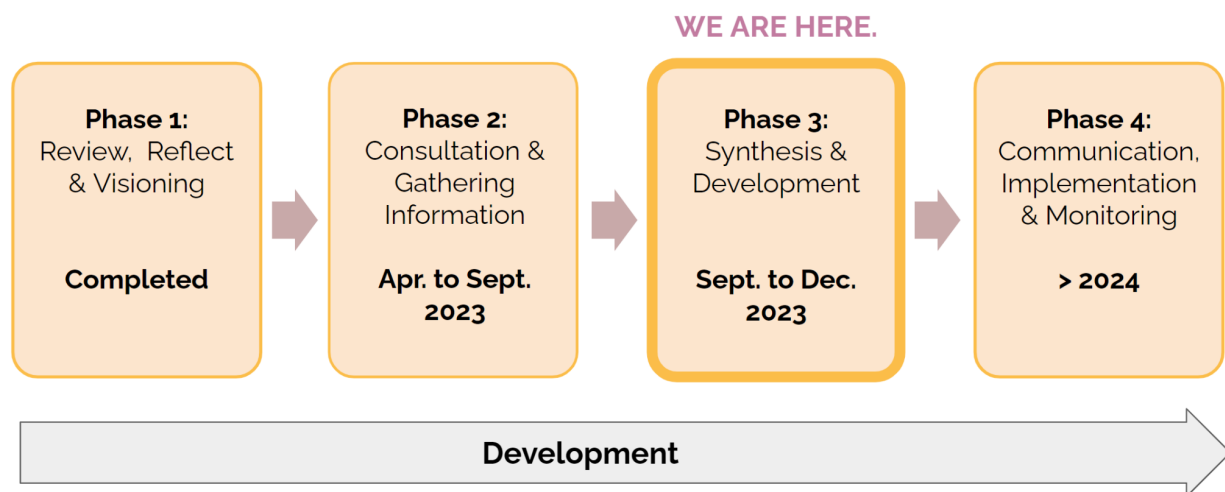 WE ARE HERE.
Phase 1:
Review, Reflect
& Visioning
Completed
Phase 2:
Consultation &
Gathering
Information
Apr. to Sept.
2023
Phase 3:
Synthesis &
Development
Sept. to Dec.
2023
Phase 4:
Communication,
Implementation
& Monitoring
> 2024
Development